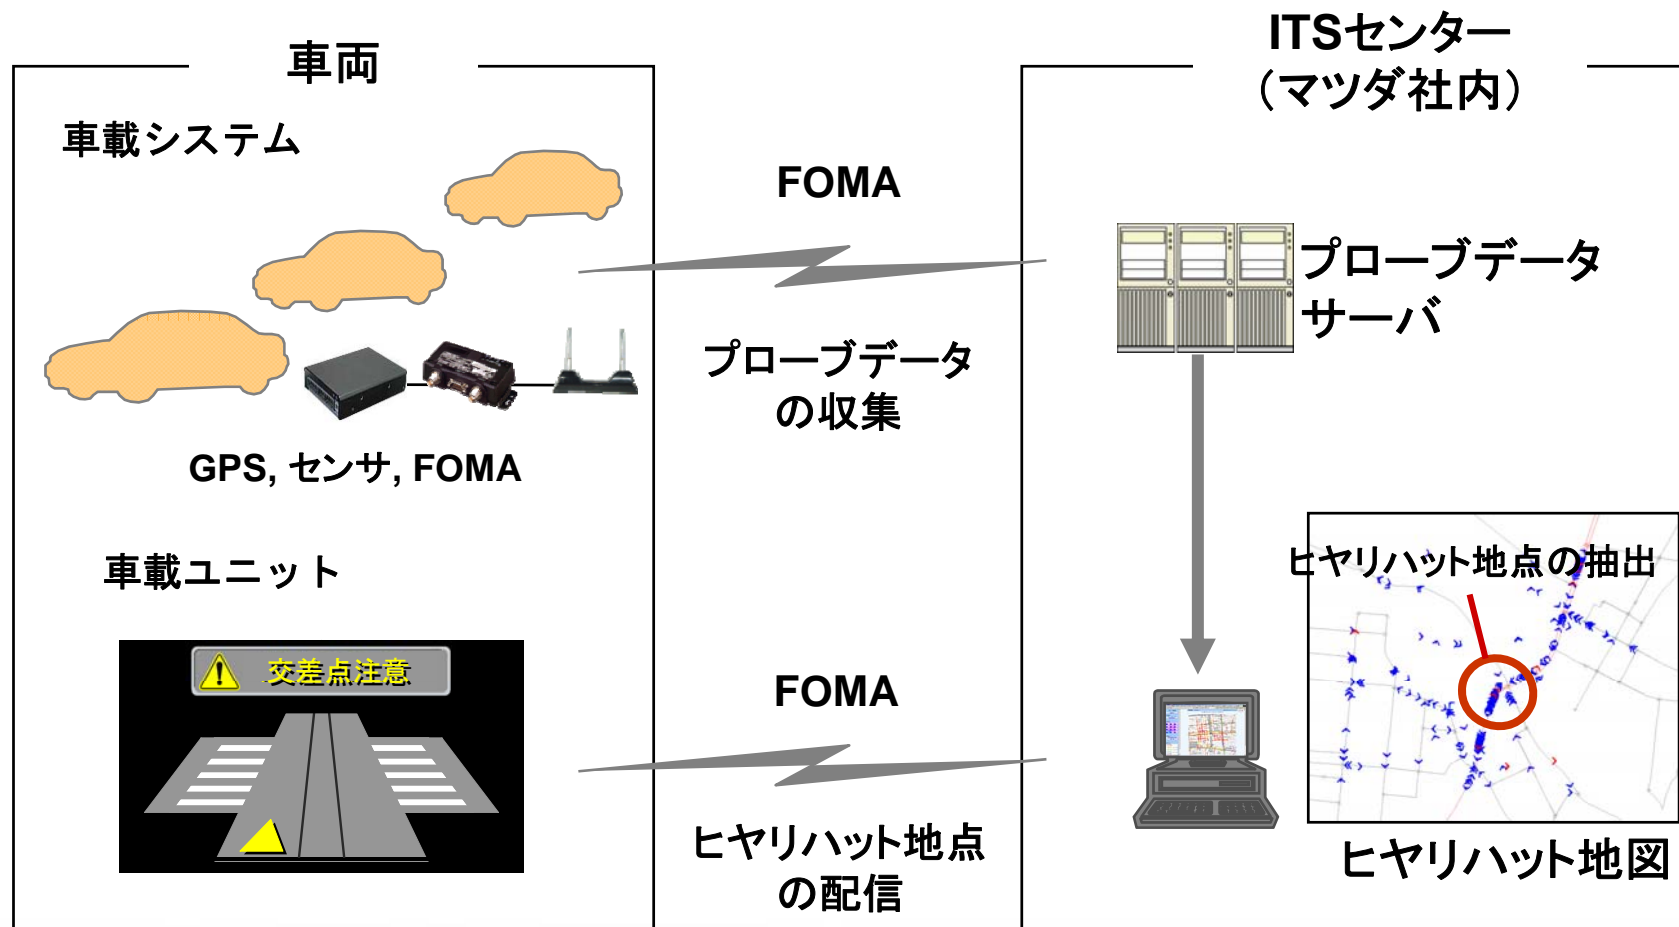 車両
車載システム
GPS, センサ, FOMA
車載ユニット
交差点注意
FOMA
プローブデータ
の収集
FOMA
ヒヤリハット地点
の配信
ITSセンター
(マツダ社内)
プローブデータ
サーバ
ヒヤリハット地点の抽出
ヒヤリハット地図